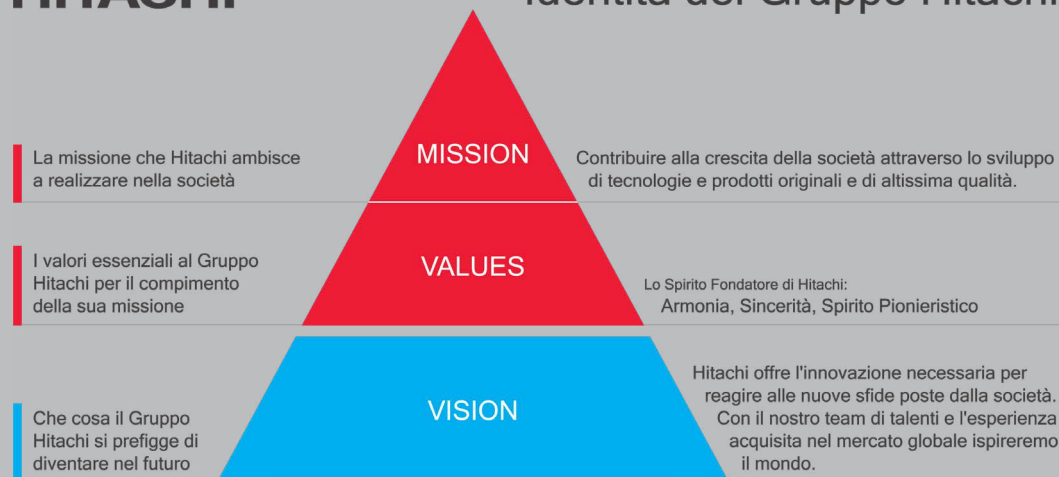 HITACHI
Identità del Gruppo Hitachi
La missione che Hitachi ambisce
a realizzare nella società
MISSION
Contribuire alla crescita della società attraverso lo sviluppo
di tecnologie e prodotti originali e di altissima qualità.
I valori essenziali al Gruppo
Hitachi per il compimento
della sua missione
VALUES
Lo Spirito Fondatore di Hitachi:
Armonia, Sincerità, Spirito Pionieristico
Che cosa il Gruppo
Hitachi si prefigge di
diventare nel futuro
VISION
Hitachi offre l'innovazione necessaria per
reagire alle nuove sfide poste dalla società.
Con il nostro team di talenti e l'esperienza
acquisita nel mercato globale ispireremo
il mondo.